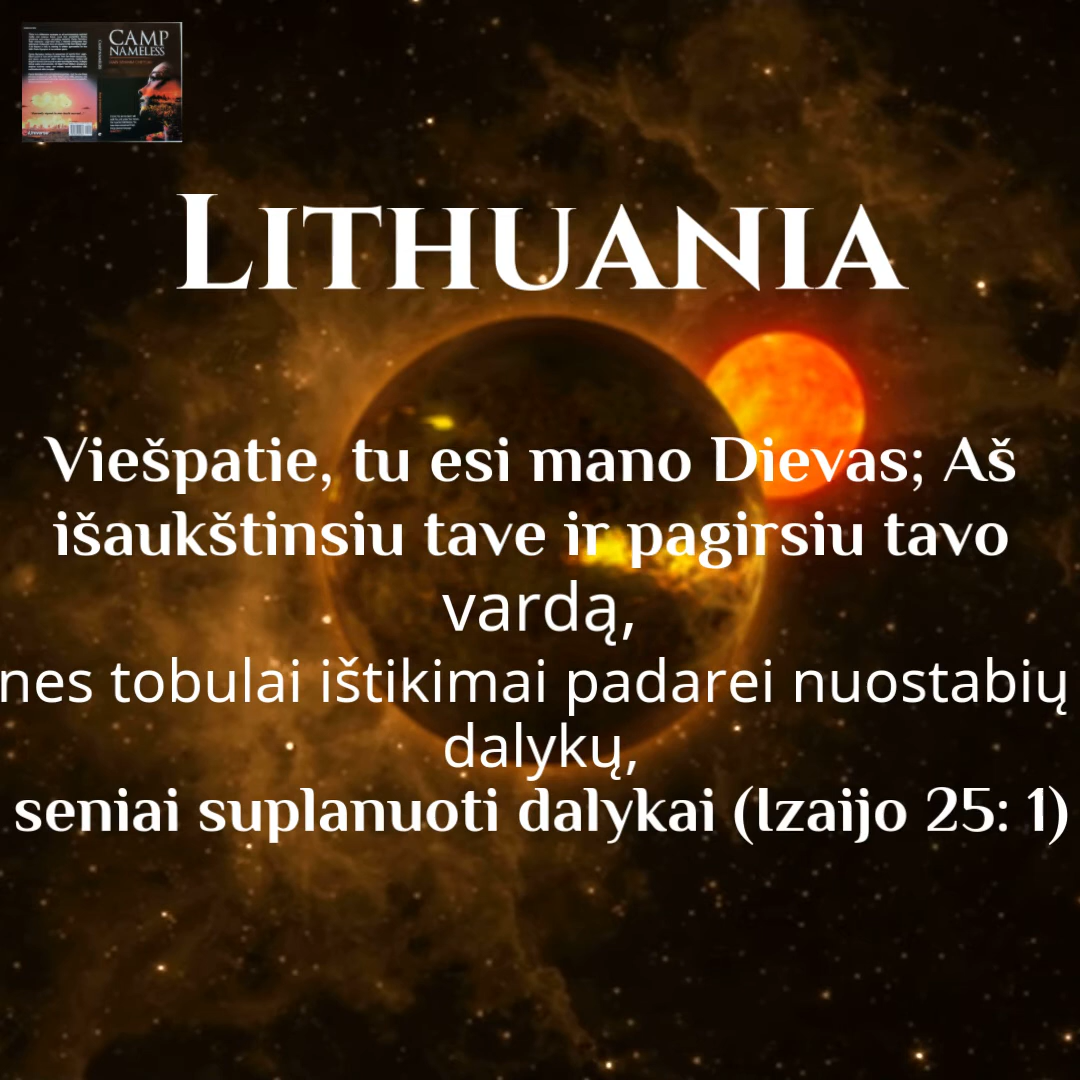 CAMP
NAMELESS
LITHUANIA
Viešpatie, tu esi mano Dievas; Aš
išaukštinsiu tave ir pagirsiu tavo
vardą,
nes tobulai ištikimai padarei nuostabių
dalykų,
seniai suplanuoti dalykai (Izaijo 25: 1)